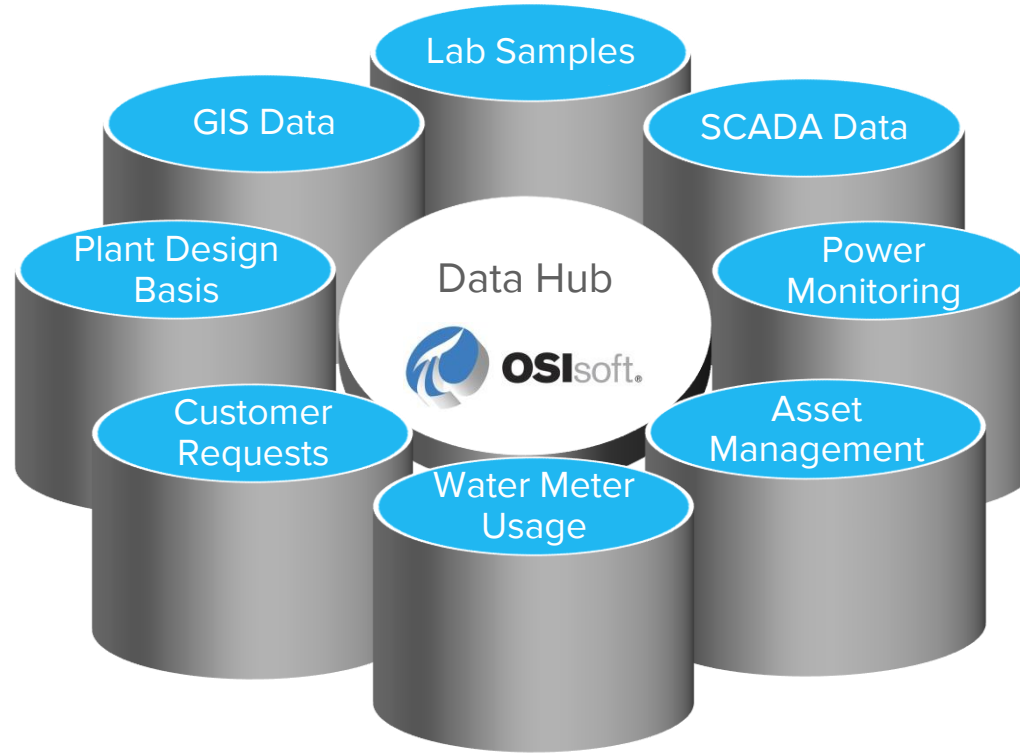 Lab Samples
GIS Data
SCADA Data
Plant Design
Basis
Data Hub
OSIsoft®
Power
Monitoring
Customer
Requests
Asset
Management
Water Meter
Usage